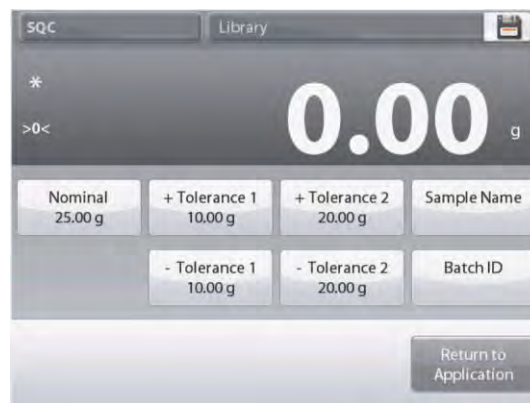 SQC
Library
*
>0<
0.00
g
Nominal
25.00 g
+ Tolerance 1
10.00 g
+ Tolerance 2
20.00 g
Sample Name
- Tolerance 1
10.00 g
- Tolerance 2
20.00 g
Batch ID
Return to
Application